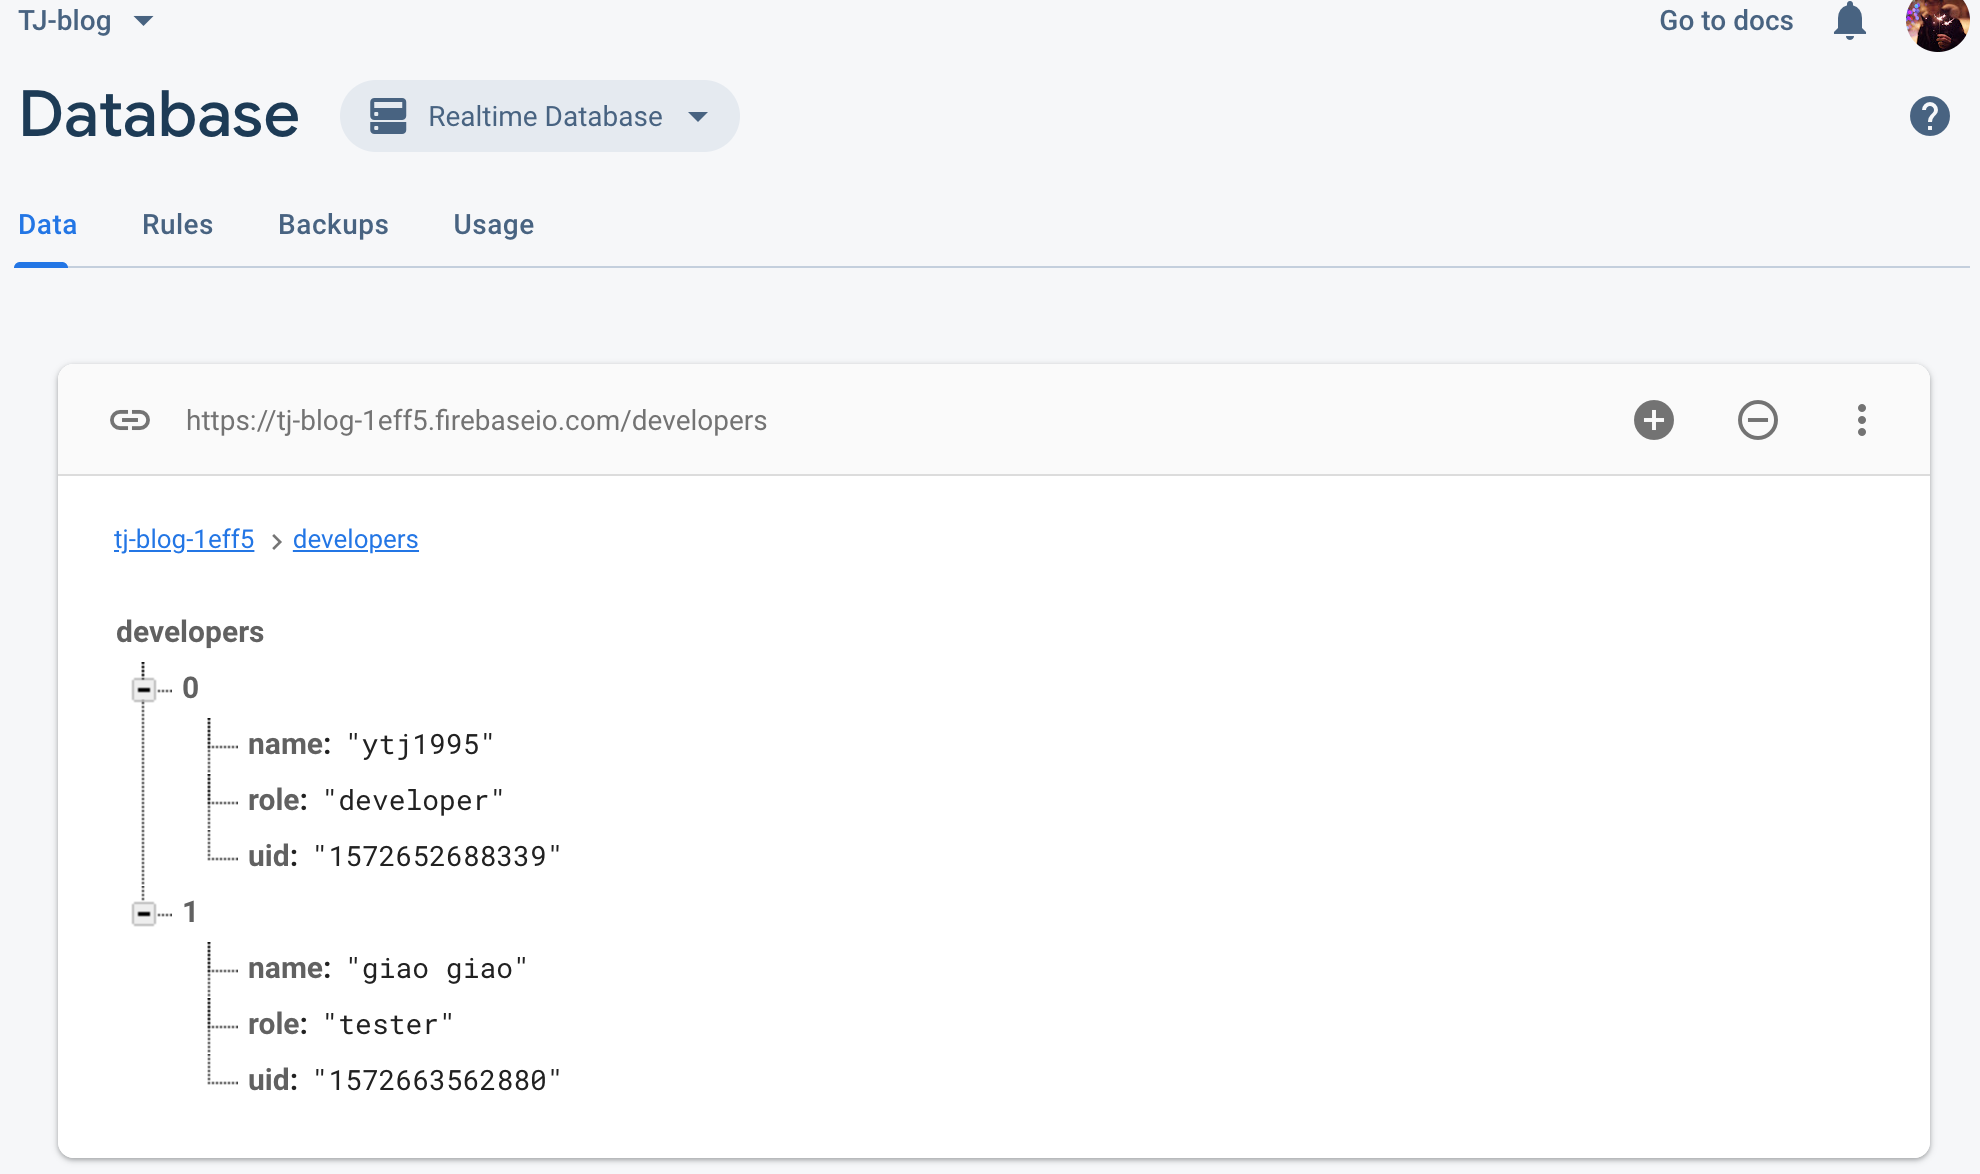 TJ-blog
Go to docs
Database
Realtime Database
?
Data Rules Backups Usage
https://tj-blog-1eff5.firebaseio.com/developers
tj-blog-1eff5 > developers
developers
0
name: "ytj1995"
role: "developer"
uid: "1572652688339"
1
name: "giao giao"
role: "tester"
uid: "1572663562880"